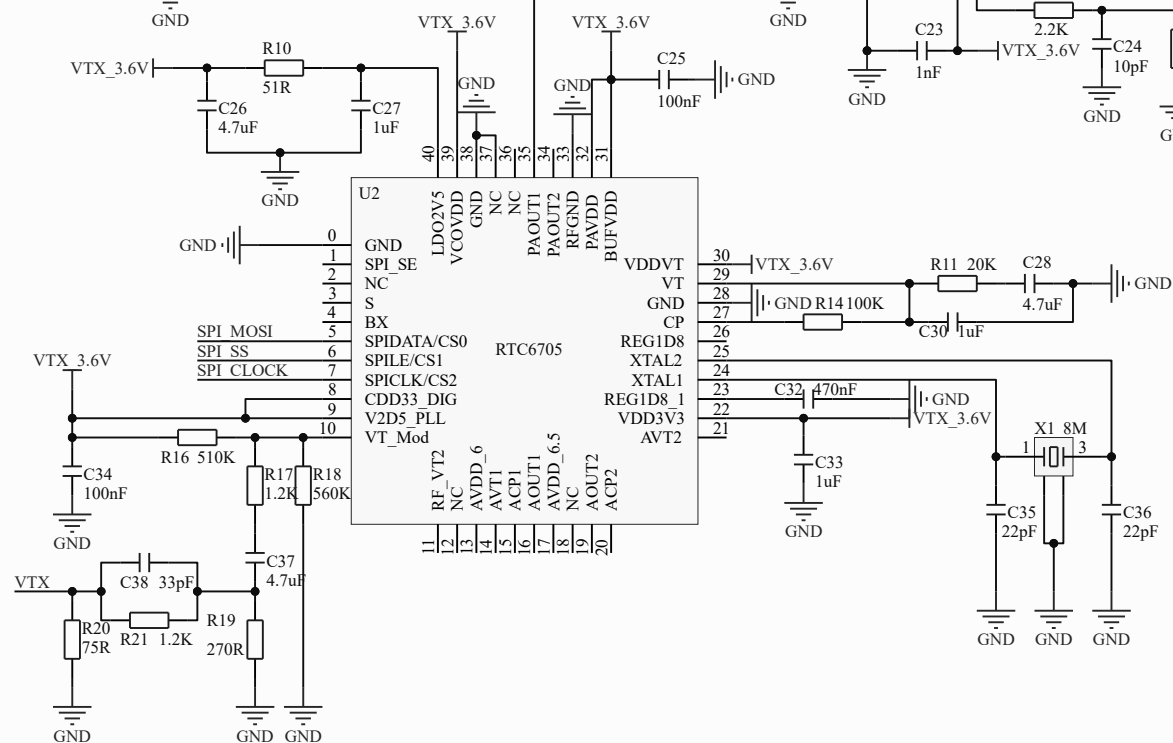 GND
GND
VTX_3.6V
VTX_3.6V
C23
1nF
VTX_3.6V
2.2K
C24
10pF
GND
GND
G
VTX_3.6V
R10
51R
C26
4.7uF
C27
1uF
GND
GND
GND
C25
100nF
GND
40
39
38
37
36
35
34
33
32
31
U2
LDO2V5
VCOVDD
GND
NC
NC
PAOUT1
PAOUT2
RFGND
PAVDD
BUFVDD
GND
0
GND
1
SPI_SE
2
NC
3
S
4
BX
SPI_MOSI
5
SPIDATA/CS0
SPI_SS
6
SPILE/CS1
SPI_CLOCK
7
SPICLK/CS2
8
CDD33_DIG
9
V2D5_PLL
10
VT_Mod
RTC6705
VDDVT
30
VTX_3.6V
VT
29
GND
28
GND
CP
27
REG1D8
26
XTAL2
25
XTAL1
24
REG1D8_1
23
VDD3V3
22
AVT2
21
R11 20K
C28
4.7uF
GND
R14 100K
C30 1uF
C32 470nF
GND
VTX_3.6V
C33
1uF
GND
X1 8M
1
3
C35
22pF
C36
22pF
GND
GND
GND
RF_VT2
NC
AVDD_6
AVT1
ACP1
AOUT1
AVDD_6.5
NC
AOUT2
ACP2
11
12
13
14
15
16
17
18
19
20
VTX_3.6V
C34
100nF
GND
R16 510K
R17
1.2K
R18
560K
C37
4.7uF
VTX
C38 33pF
R21 1.2K
R20
75R
R19
270R
GND
GND
GND